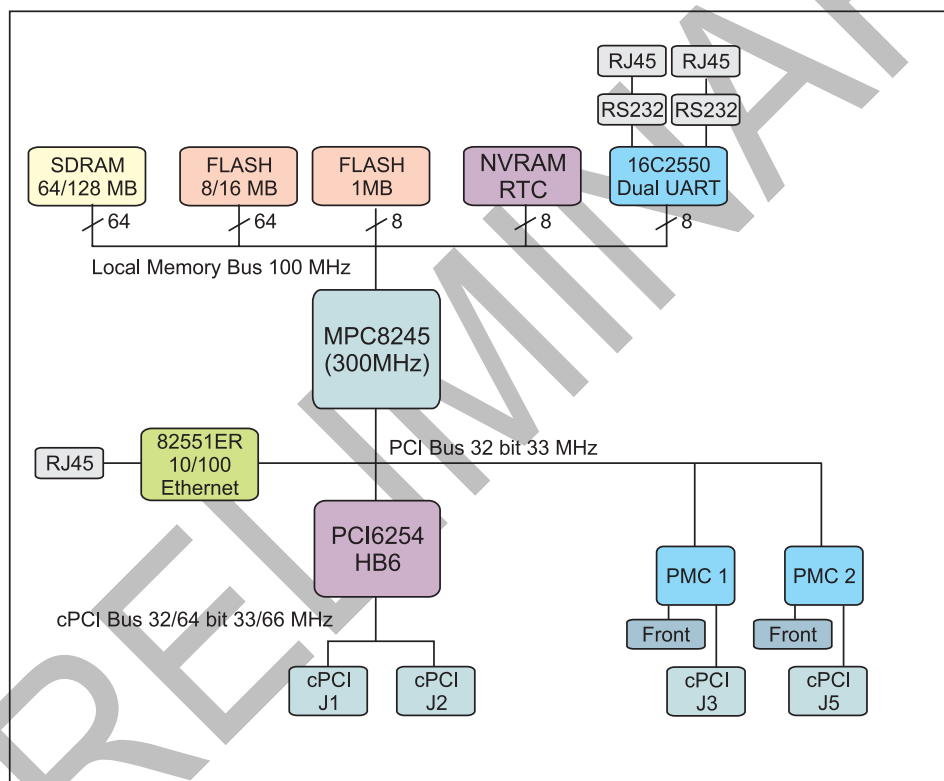 RJ45
RJ45
RS232
RS232
SDRAM
64/128 MB
FLASH
8/16 MB
FLASH
1MB
NVRAM
RTC
16C2550
Dual UART
64
64
8
8
8
Local Memory Bus 100 MHz
MPC8245
(300MHz)
PCI Bus 32 bit 33 MHz
RJ45
82551ER
10/100
Ethernet
PCI6254
HB6
PMC 1
PMC 2
cPCI Bus 32/64 bit 33/66 MHz
Front
Front
cPCI
J1
cPCI
J2
cPCI
J3
cPCI
J5
RELIMINAR